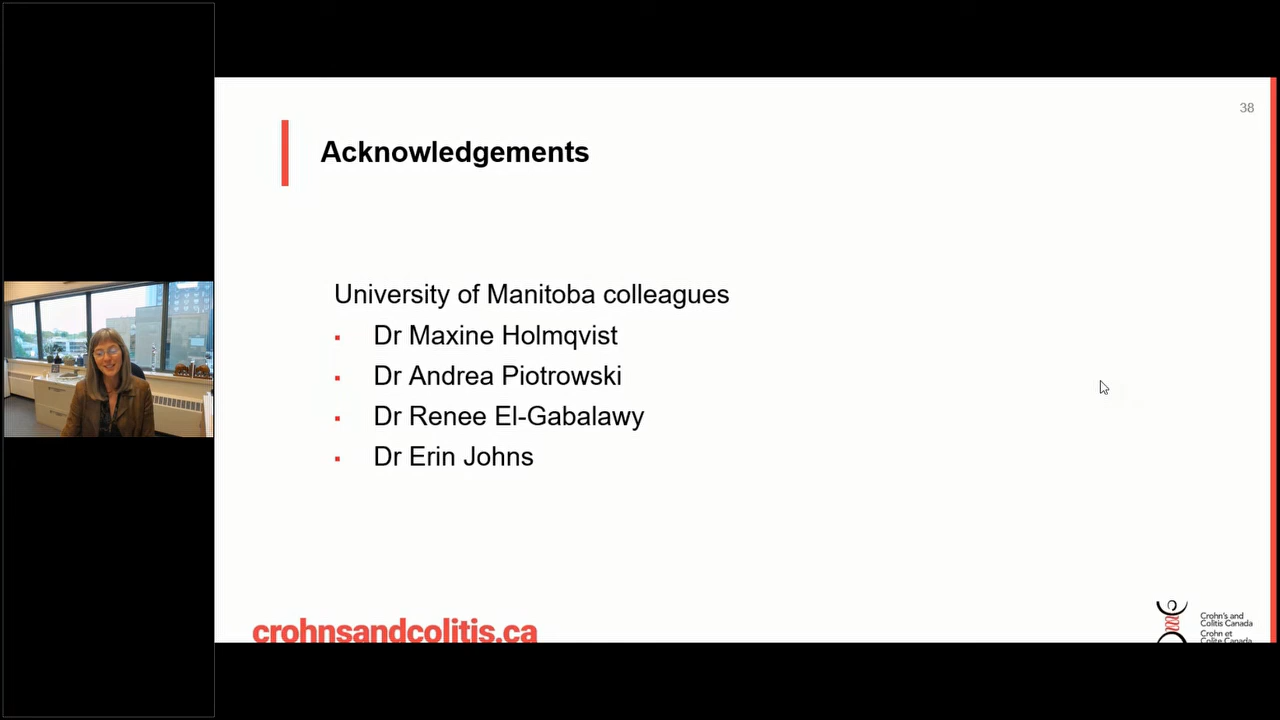 38
Acknowledgements
University of Manitoba colleagues
▪ Dr Maxine Holmqvist
▪ Dr Andrea Piotrowski
▪ Dr Renee El-Gabalawy
▪ Dr Erin Johns
crohnsandcolitis.ca
Crohn's and
Colitis Canada
Crohn et
Colite Canada